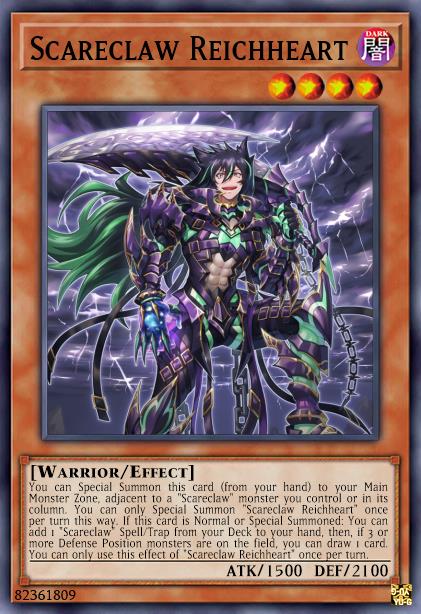 SCARECLAW REICHHEART
DARK
闇
[WARRIOR/EFFECT]
You can Special Summon this card (from your hand) to your Main
Monster Zone, adjacent to a "Scareclaw" monster you control or in its
column. You can only Special Summon "Scareclaw Reichheart" once
per turn this way. If this card is Normal or Special Summoned: You can
add 1 "Scareclaw" Spell/Trap from your Deck to your hand, then, if 3 or
more Defense Position monsters are on the field, you can draw 1 card.
You can only use this effect of "Scareclaw Reichheart" once per turn.
ATK/1500 DEF/2100
82361809